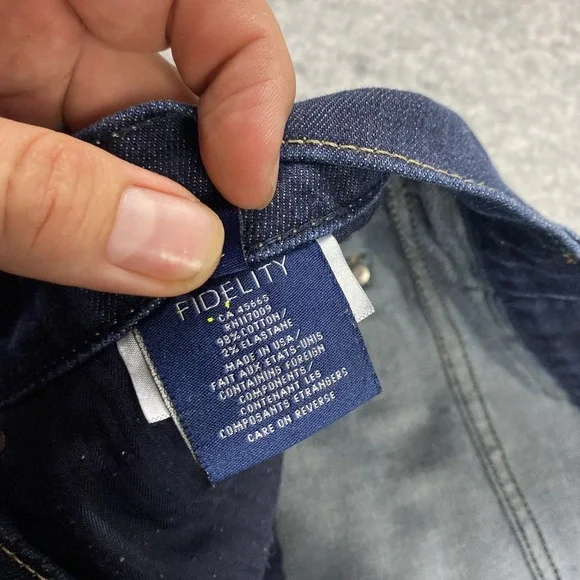 FIDELITY
CA 45665
RN117009
98% COTTON/
2% ELASTANE
MADE IN USA/
FAIT AUX ETATS-UNIS
CONTAINING FOREIGN
COMPONENTS/
CONTENANT LES
COMPOSANTS ETRANGERS
CARE ON REVERSE